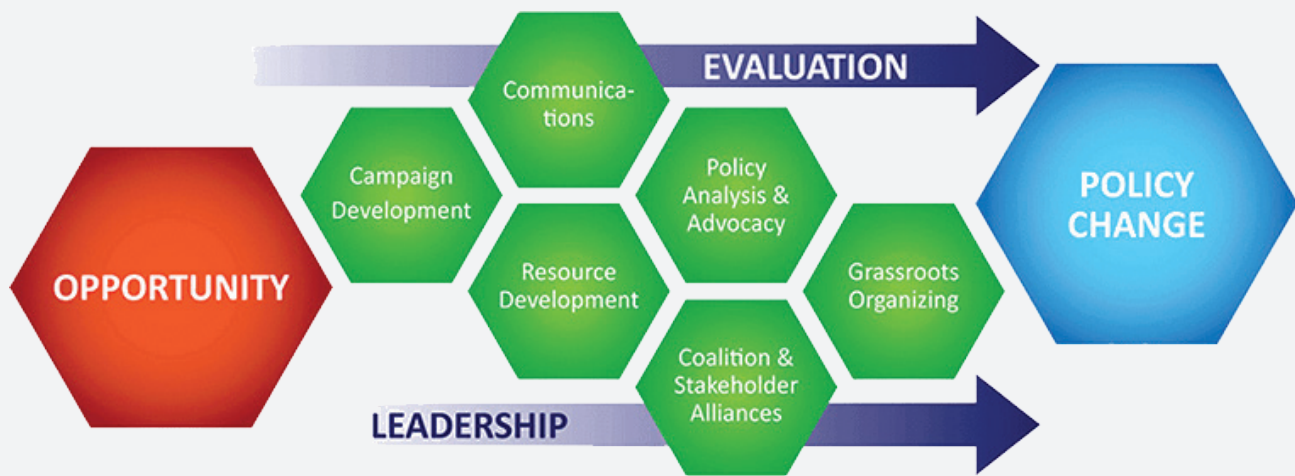 EVALUATION
Communica-
tions
Campaign
Development
Policy
Analysis &
Advocacy
POLICY
CHANGE
OPPORTUNITY
Resource
Development
Grassroots
Organizing
Coalition &
Stakeholder
Alliances
LEADERSHIP